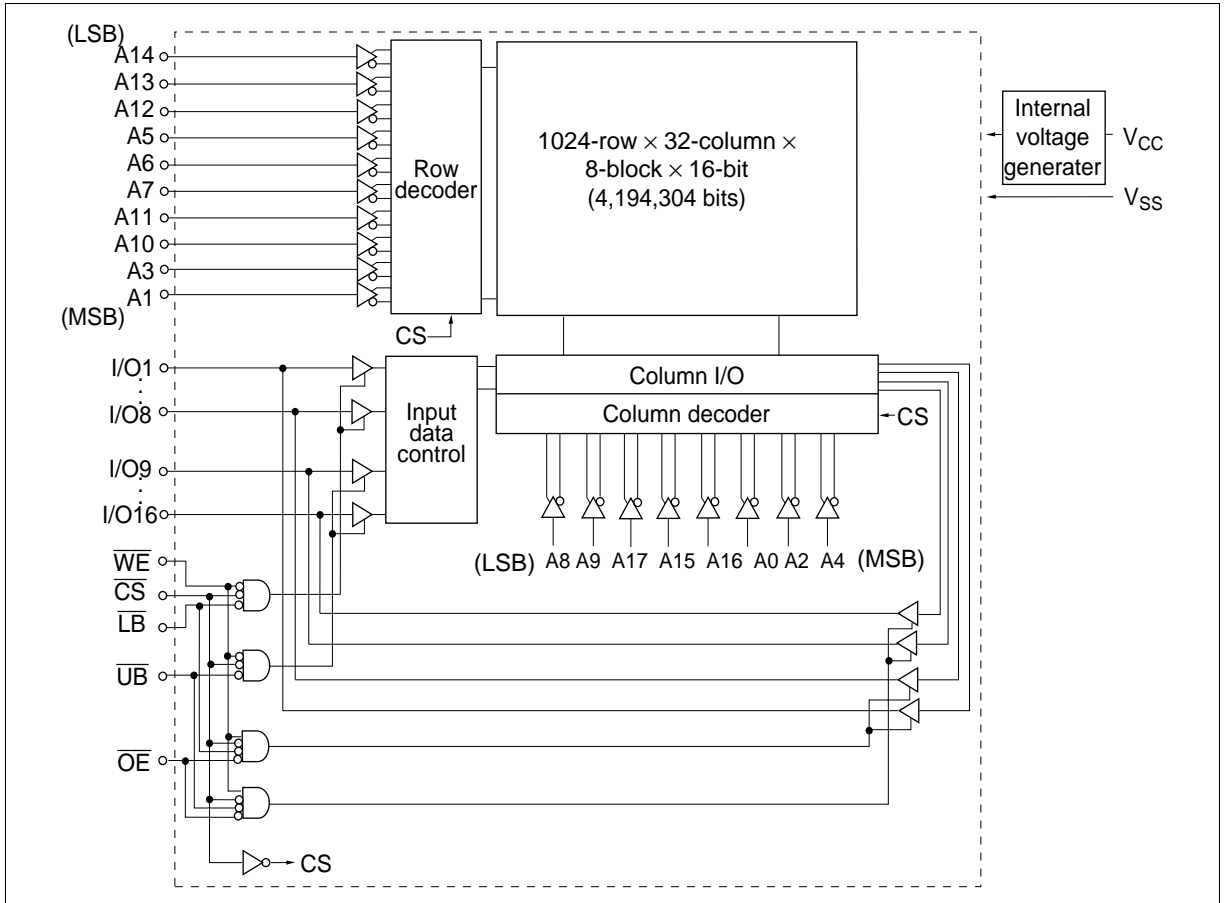 (LSB)
A14
A13
A12
A5
A6
A7
A11
A10
A3
A1
(MSB)
Row
decoder
1024-row × 32-column ×
8-block × 16-bit
(4,194,304 bits)
Internal
voltage
generater
VCC
VSS
CS
I/O1
I/O8
I/O9
I/O16
Input
data
control
Column I/O
Column decoder
CS
(LSB) A8 A9 A17 A15 A16 A0 A2 A4 (MSB)
WE
CS
LB
UB
OE
CS